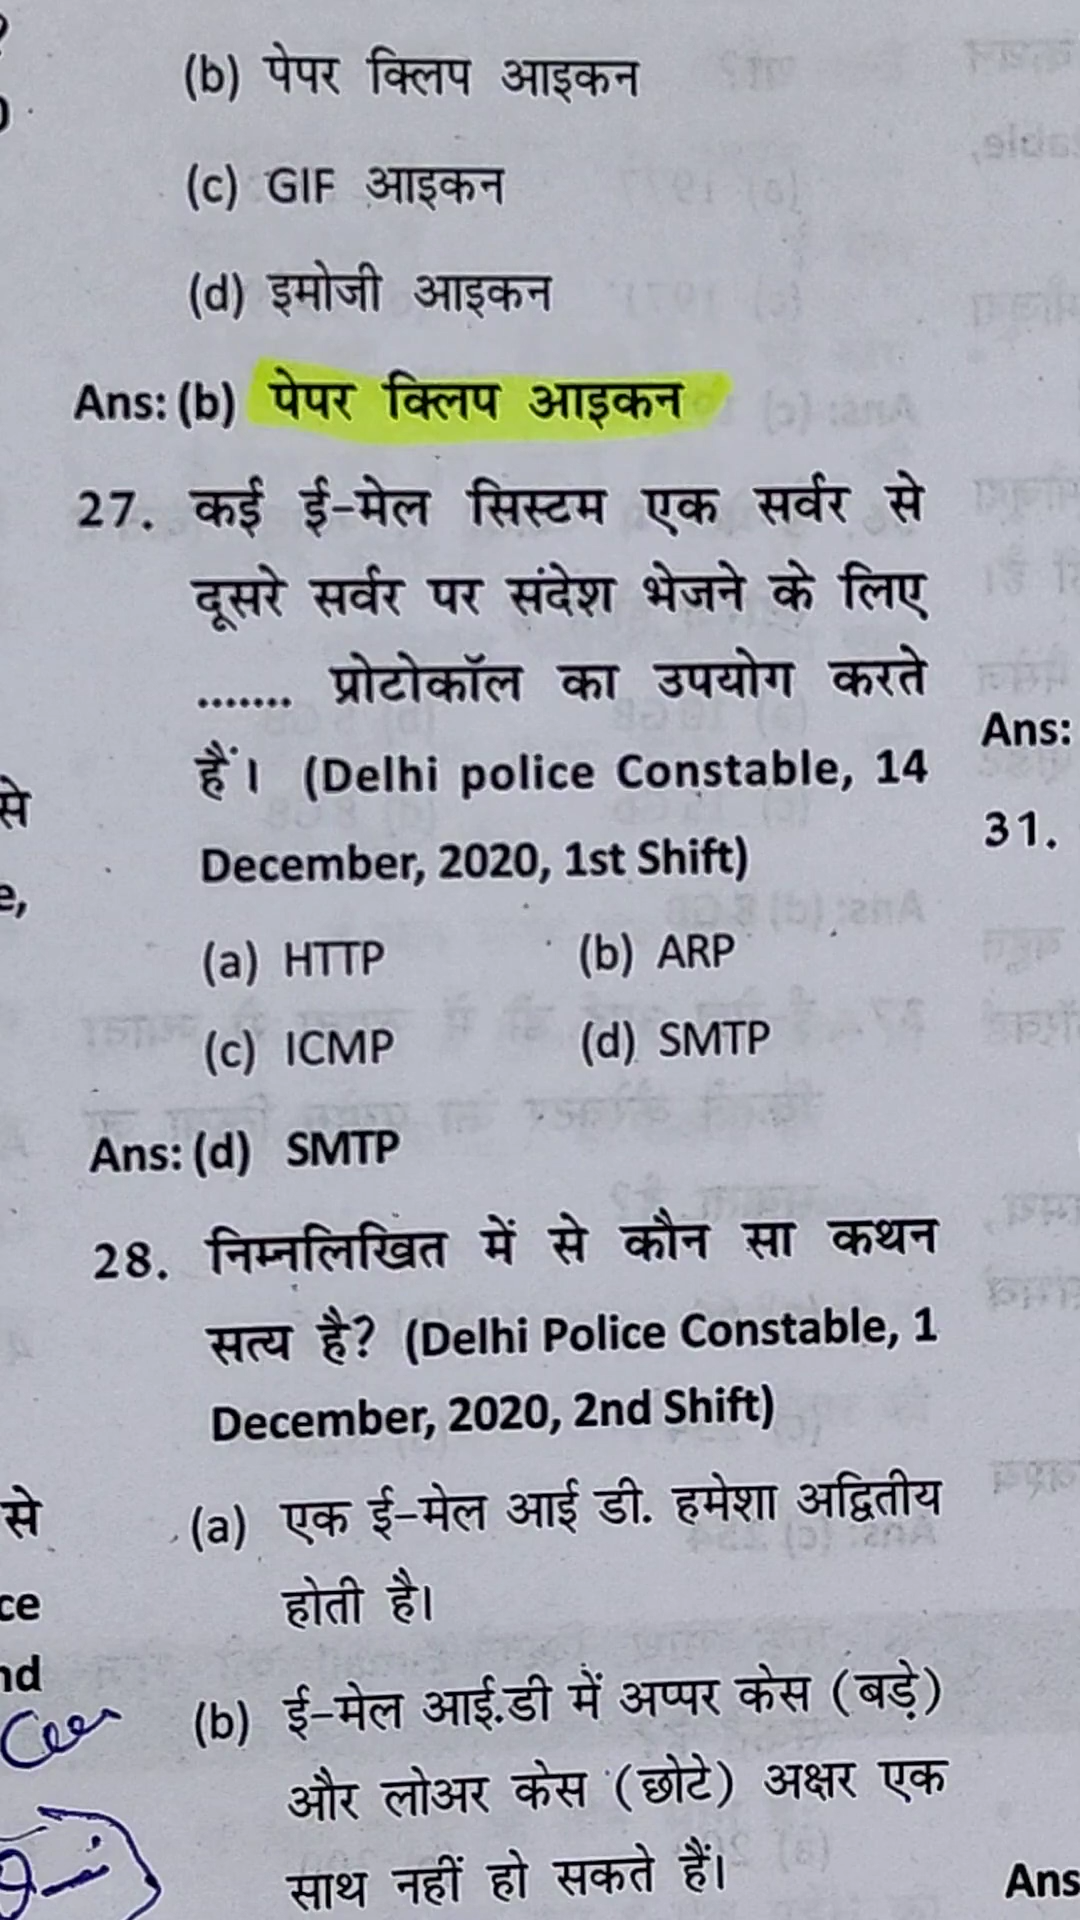 (b) पेपर क्लिप आइकन
(c) GIF आइकन
(d) इमोजी आइकन
Ans: (b) पेपर क्लिप आइकन
27. कई ई-मेल सिस्टम एक सर्वर से
दूसरे सर्वर पर संदेश भेजने के लिए
....... प्रोटोकॉल का उपयोग करते
हैं। (Delhi police Constable, 14
December, 2020, 1st Shift)
(a) HTTP (b) ARP
(c) ICMP (d) SMTP
Ans: (d) SMTP
28. निम्नलिखित में से कौन सा कथन
सत्य है? (Delhi Police Constable, 1
December, 2020, 2nd Shift)
(a) एक ई-मेल आई डी. हमेशा अद्वितीय
होती है।
(b) ई-मेल आई.डी में अप्पर केस (बड़े)
और लोअर केस (छोटे) अक्षर एक
साथ नहीं हो सकते हैं।
से
e,
से
ce
nd
Ans:
31.
Ans